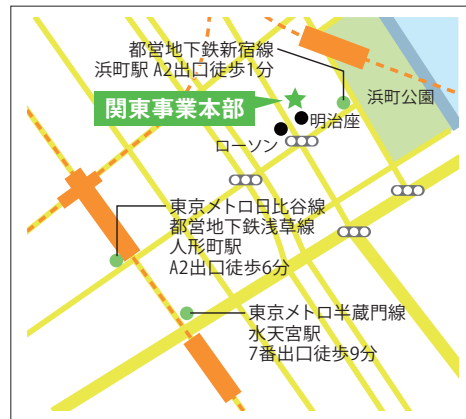 都営地下鉄新宿線
浜町駅 A2出口徒歩1分
浜町公園
関東事業本部
明治座
ローソン
東京メトロ日比谷線
都営地下鉄浅草線
人形町駅
A2出口徒歩6分
東京メトロ半蔵門線
水天宮駅
7番出口徒歩9分